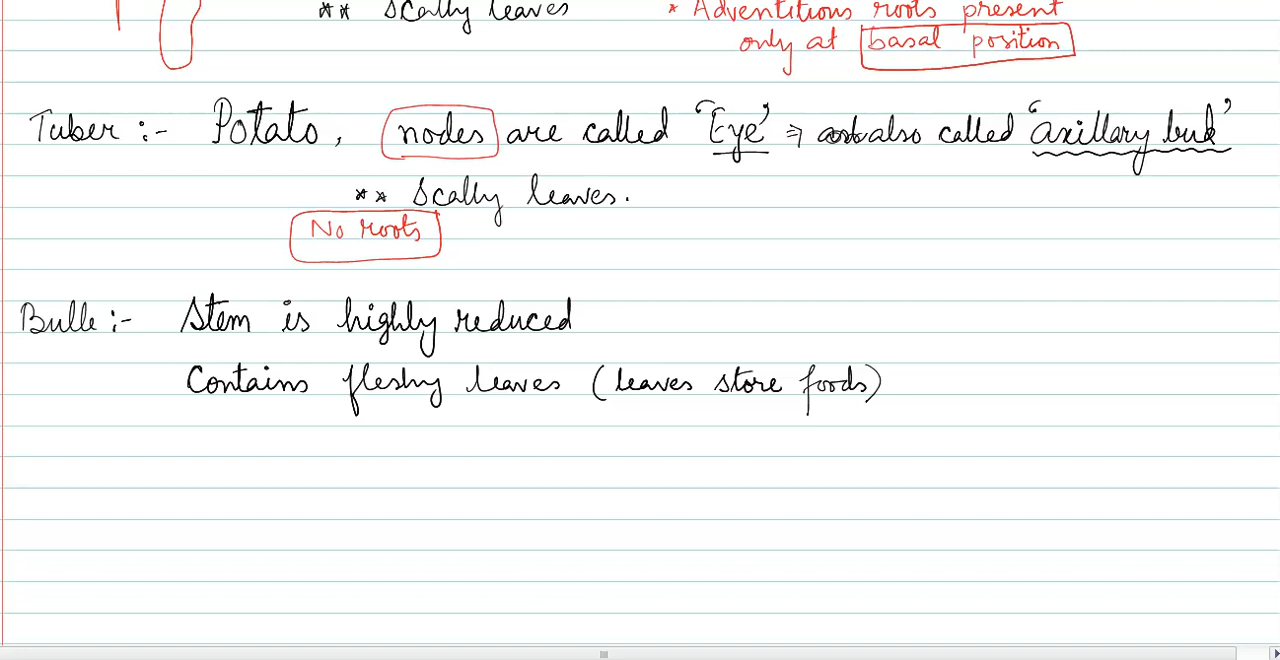 ** Scally leaves * Adventitious roots present
only at basal position
Tuber :- Potato, nodes are called 'Eye' ⇒ also called 'axillary bud'
** Scally leaves.
No roots
Bulle :- Stem is highly reduced
Contains fleshy leaves (leaves store foods)